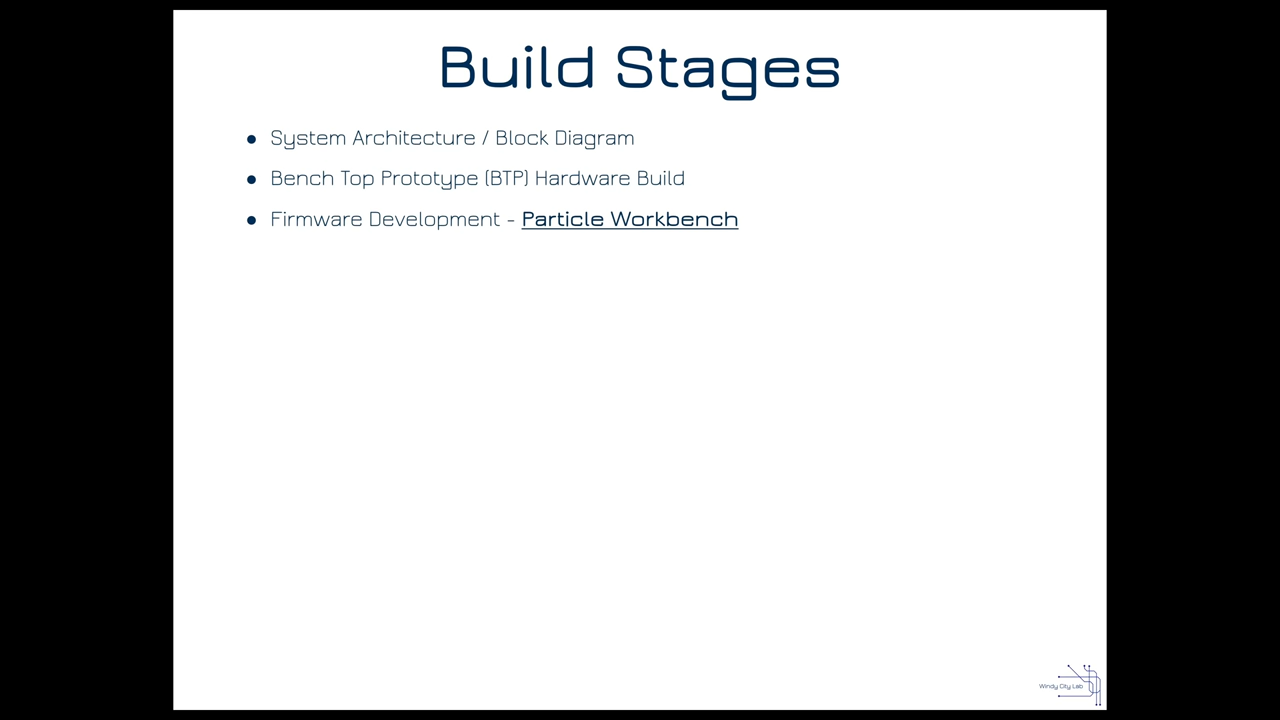 Build Stages
● System Architecture / Block Diagram
● Bench Top Prototype (BTP) Hardware Build
● Firmware Development - Particle Workbench
Windy City Lab